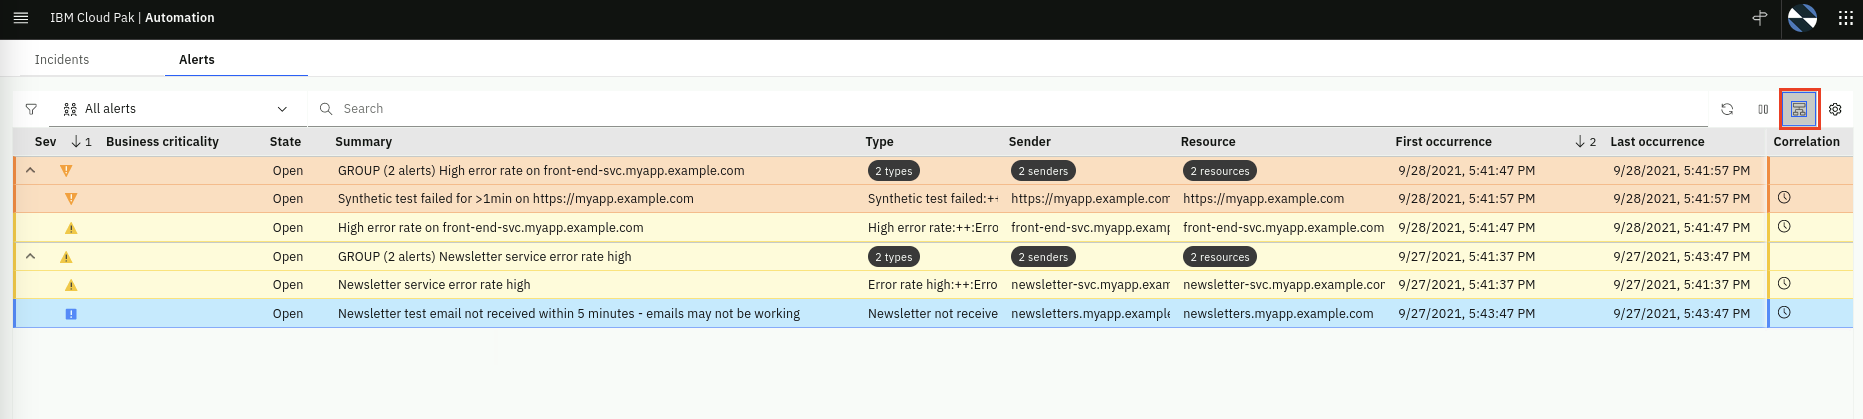 IBM Cloud Pak | Automation
Incidents Alerts
All alerts Search
Sev 1 Business criticality State Summary Type Sender Resource First occurrence 2 Last occurrence Correlation
Open GROUP (2 alerts) High error rate on front-end-svc.myapp.example.com 2 types 2 senders 2 resources 9/28/2021, 5:41:47 PM 9/28/2021, 5:41:57 PM
Open Synthetic test failed for >1min on https://myapp.example.com Synthetic test failed:+ https://myapp.example.com https://myapp.example.com 9/28/2021, 5:41:57 PM 9/28/2021, 5:41:57 PM
Open High error rate on front-end-svc.myapp.example.com High error rate:++:Erro front-end-svc.myapp.examp front-end-svc.myapp.example.com 9/28/2021, 5:41:47 PM 9/28/2021, 5:41:47 PM
Open GROUP (2 alerts) Newsletter service error rate high 2 types 2 senders 2 resources 9/27/2021, 5:41:37 PM 9/27/2021, 5:43:47 PM
Open Newsletter service error rate high Error rate high:++:Erro newsletter-svc.myapp.exam newsletter-svc.myapp.example.cor 9/27/2021, 5:41:37 PM 9/27/2021, 5:41:37 PM
Open Newsletter test email not received within 5 minutes - emails may not be working Newsletter not receive newsletters.myapp.example newsletters.myapp.example.com 9/27/2021, 5:43:47 PM 9/27/2021, 5:43:47 PM